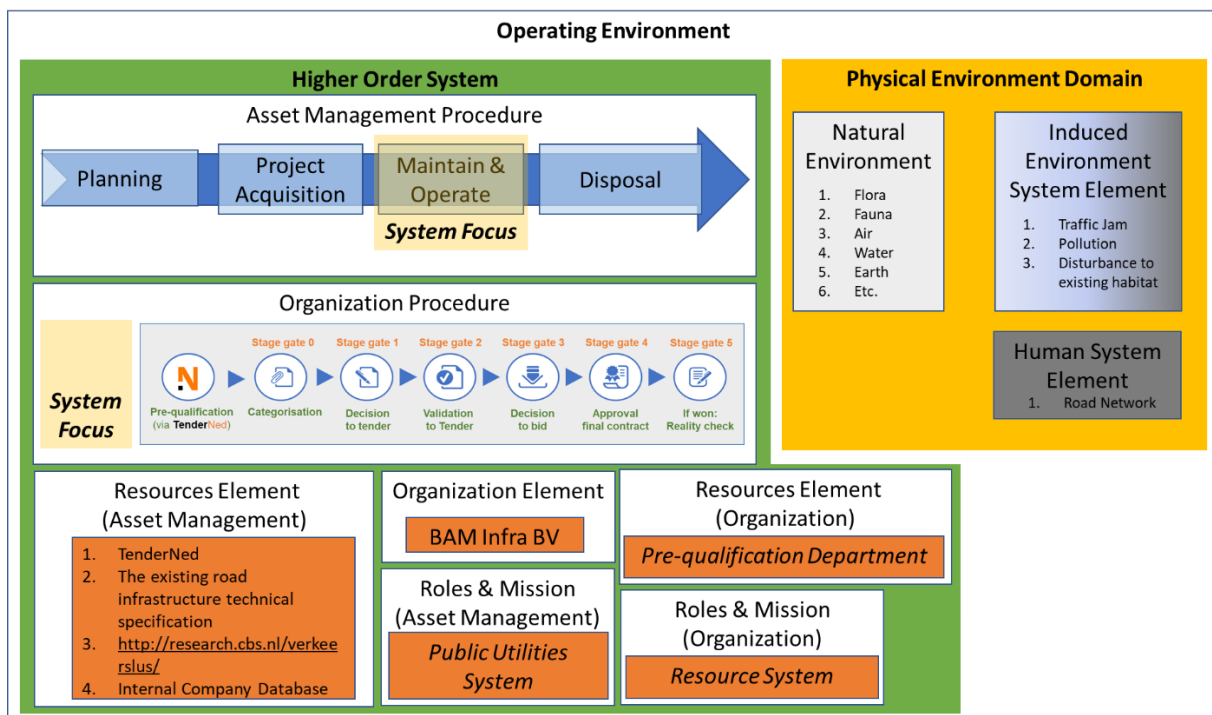 Operating Environment
Higher Order System
Asset Management Procedure
Planning
Project
Acquisition
Maintain &
Operate
Disposal
System Focus
Organization Procedure
System
Focus
Stage gate 0
Stage gate 1
Stage gate 2
Stage gate 3
Stage gate 4
Stage gate 5
N
Pre-qualification
(via TenderNed)
Categorisation
Decision
to tender
Validation
to Tender
Decision
to bid
Approval
final contract
If won:
Reality check
Resources Element
(Asset Management)
1. TenderNed
2. The existing road
infrastructure technical
specification
3. http://research.cbs.nl/verkee
rslus/
4. Internal Company Database
Organization Element
BAM Infra BV
Roles & Mission
(Asset Management)
Public Utilities
System
Resources Element
(Organization)
Pre-qualification Department
Roles & Mission
(Organization)
Resource System
Physical Environment Domain
Natural
Environment
1. Flora
2. Fauna
3. Air
4. Water
5. Earth
6. Etc.
Induced
Environment
System Element
1. Traffic Jam
2. Pollution
3. Disturbance to
existing habitat
Human System
Element
1. Road Network